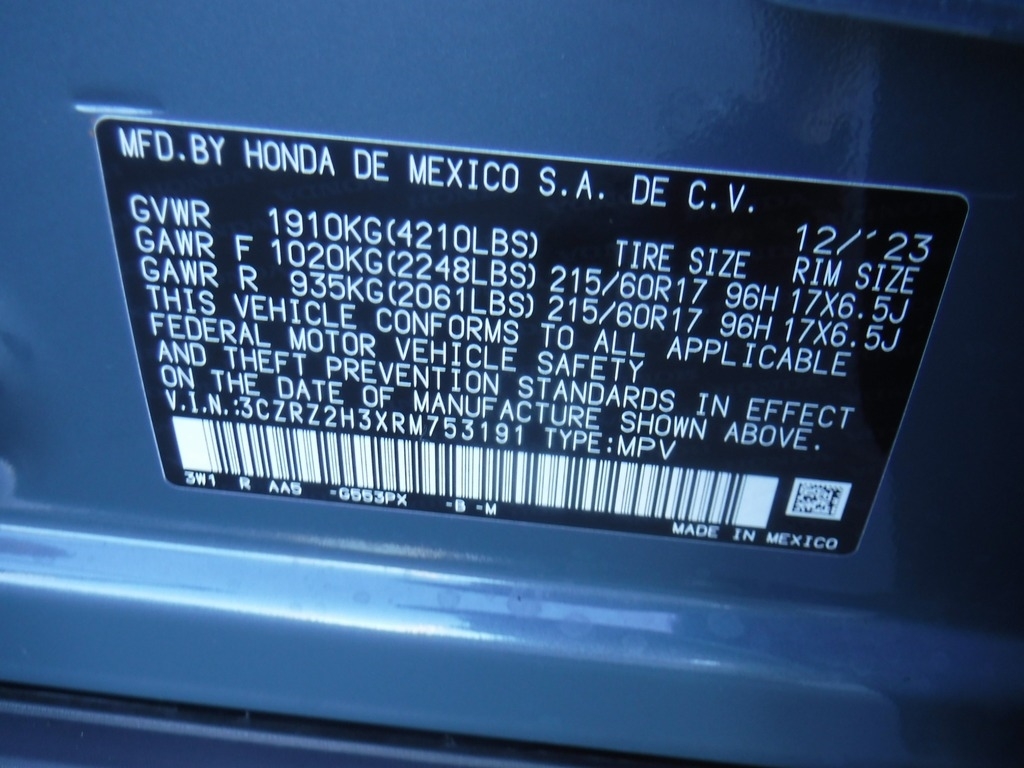 MFD.BY HONDA DE MEXICO S.A. DE C.V.
12/'23
GVWR 1910KG(4210LBS) TIRE SIZE RIM SIZE
GAWR F 1020KG(2248LBS) 215/60R17 96H 17X6.5J
GAWR R 935KG(2061LBS) 215/60R17 96H 17X6.5J
THIS VEHICLE CONFORMS TO ALL APPLICABLE
FEDERAL MOTOR VEHICLE SAFETY
AND THEFT PREVENTION STANDARDS IN EFFECT
ON THE DATE OF MANUFACTURE SHOWN ABOVE.
V.I.N.:3CZRZ2H3XRM753191 TYPE:MPV
3W1 R AA5 -G553PX -B -M
MADE IN MEXICO